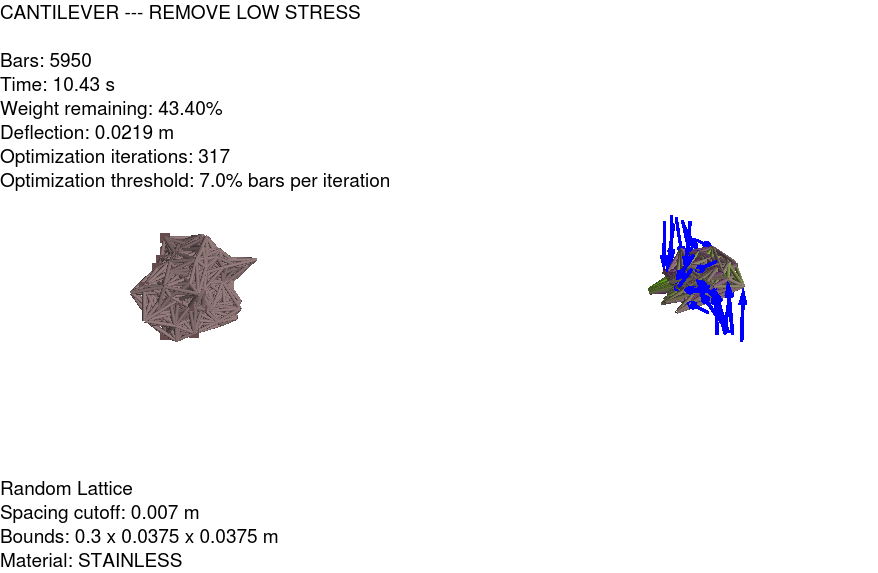 CANTILEVER --- REMOVE LOW STRESS
Bars: 5950
Time: 10.43 s
Weight remaining: 43.40%
Deflection: 0.0219 m
Optimization iterations: 317
Optimization threshold: 7.0% bars per iteration
Random Lattice
Spacing cutoff: 0.007 m
Bounds: 0.3 x 0.0375 x 0.0375 m
Material: STAINLESS